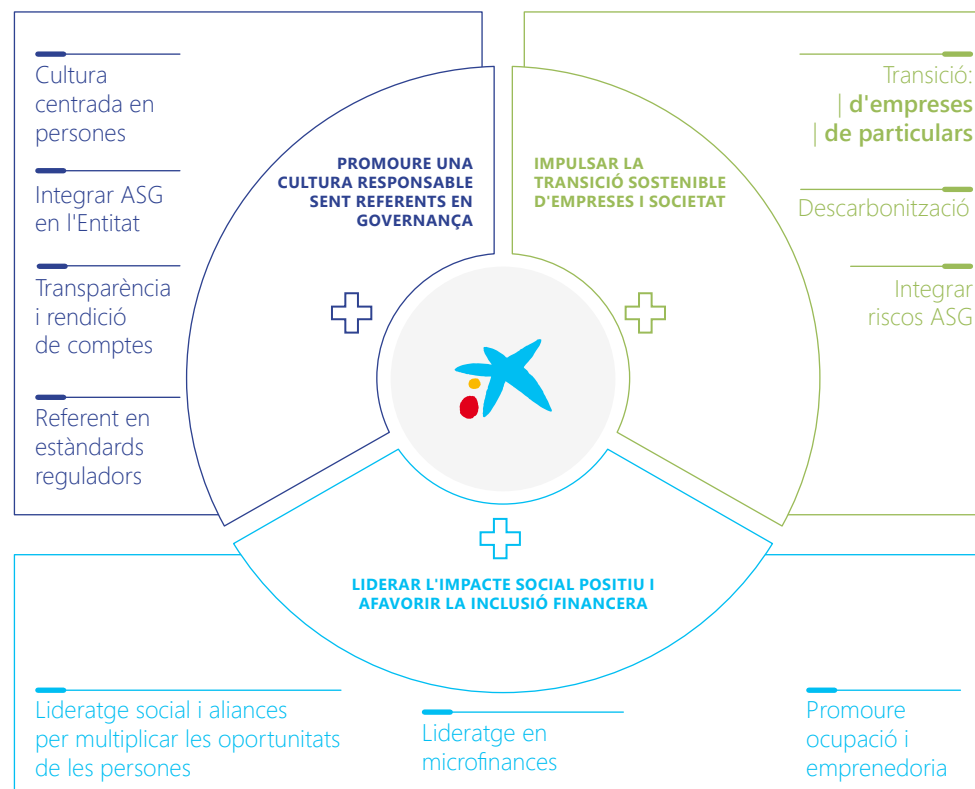 Cultura
centrada en
persones
Integrar ASG
en l'Entitat
Transparència
i rendició
de comptes
Referent en
estàndards
reguladors
PROMOURE UNA
CULTURA RESPONSABLE
SENT REFERENTS EN
GOVERNANÇA
IMPULSAR LA
TRANSICIÓ SOSTENIBLE
D'EMPRESES I SOCIETAT
Transició:
| d'empreses
| de particulars
Descarbonització
Integrar
riscos ASG
LIDERAR L'IMPACTE SOCIAL POSITIU I
AFAVORIR LA INCLUSIÓ FINANCERA
Lideratge social i aliances
per multiplicar les oportunitats
de les persones
Lideratge en
microfinances
Promoure
ocupació i
emprenedoria